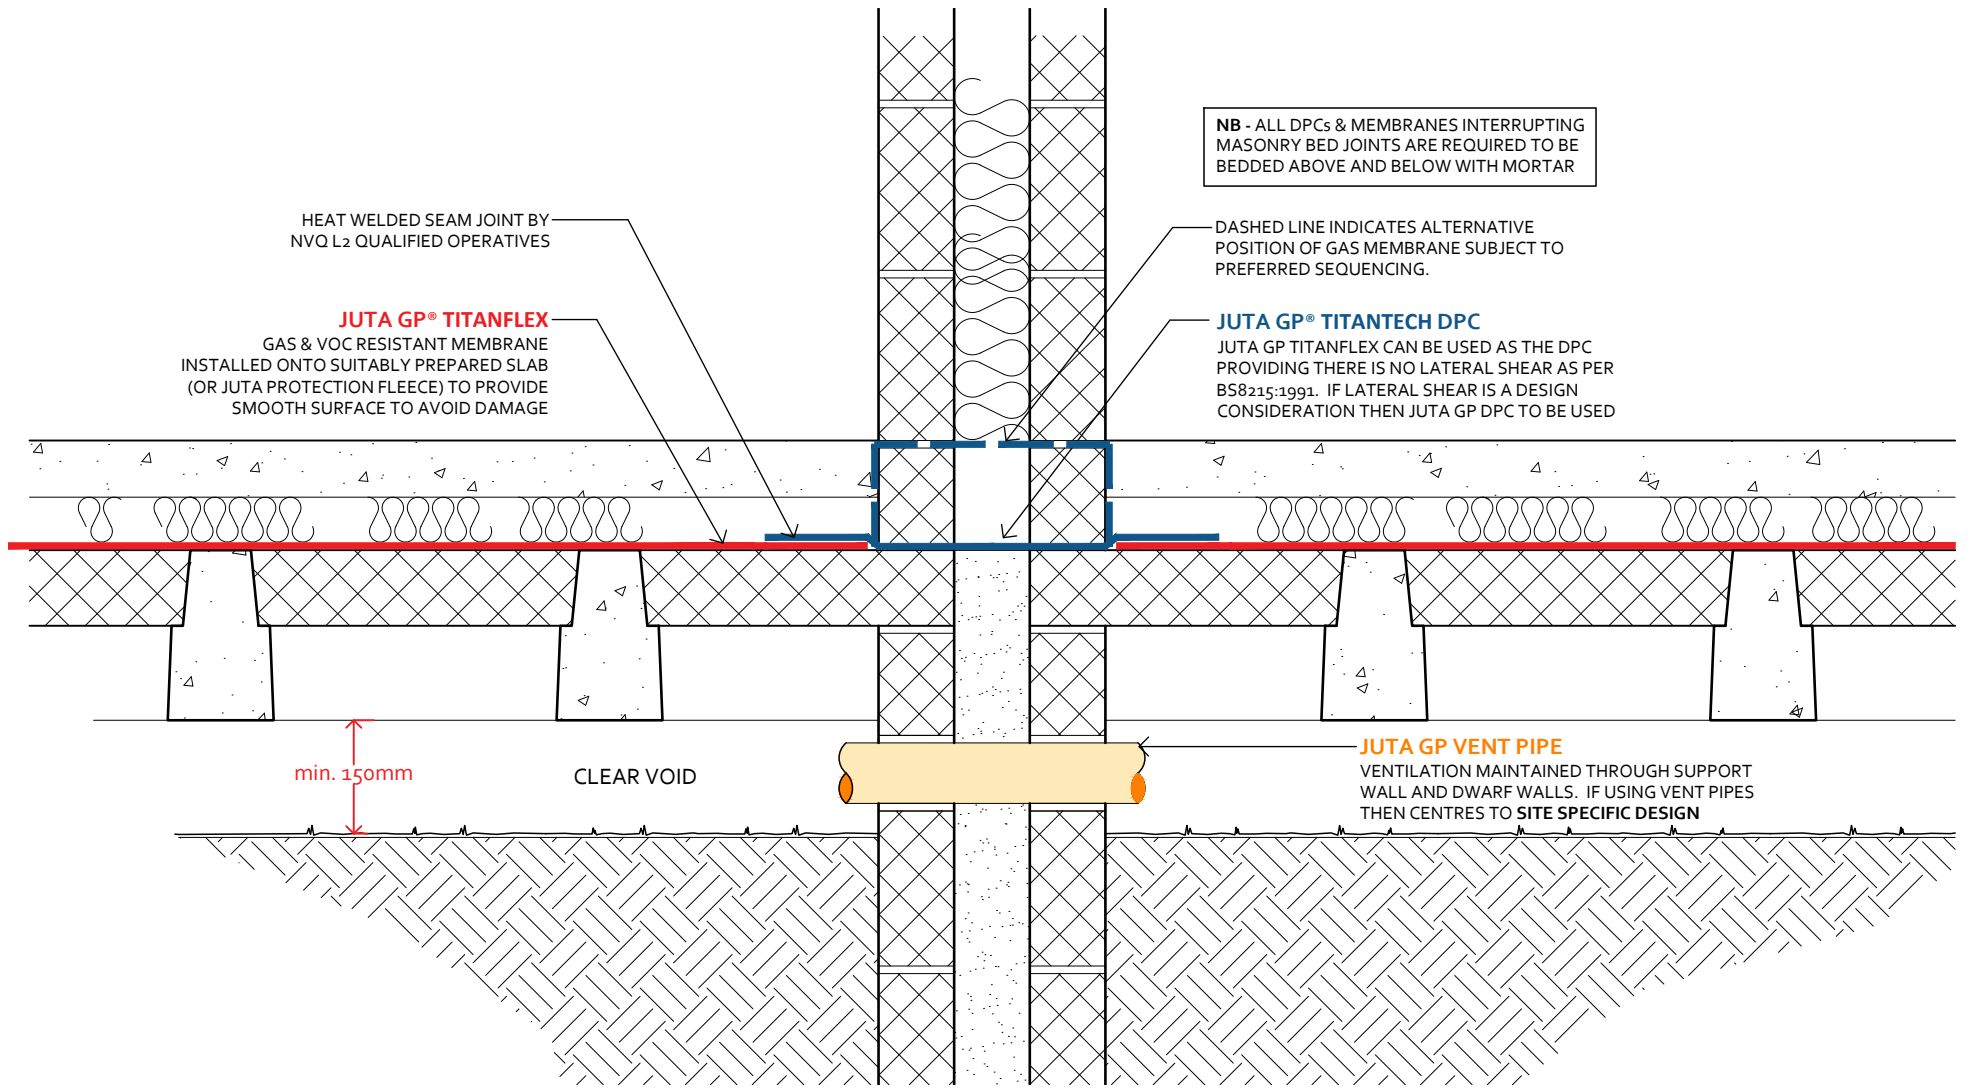 NB - ALL DPCs & MEMBRANES INTERRUPTING
MASONRY BED JOINTS ARE REQUIRED TO BE
BEDDED ABOVE AND BELOW WITH MORTAR
HEAT WELDED SEAM JOINT BY
NVQ L2 QUALIFIED OPERATIVES
DASHED LINE INDICATES ALTERNATIVE
POSITION OF GAS MEMBRANE SUBJECT TO
PREFERRED SEQUENCING.
JUTA GP® TITANFLEX
GAS & VOC RESISTANT MEMBRANE
INSTALLED ONTO SUITABLY PREPARED SLAB
(OR JUTA PROTECTION FLEECE) TO PROVIDE
SMOOTH SURFACE TO AVOID DAMAGE
JUTA GP® TITANTECH DPC
JUTA GP TITANFLEX CAN BE USED AS THE DPC
PROVIDING THERE IS NO LATERAL SHEAR AS PER
BS8215:1991. IF LATERAL SHEAR IS A DESIGN
CONSIDERATION THEN JUTA GP DPC TO BE USED
min. 150mm
CLEAR VOID
JUTA GP VENT PIPE
VENTILATION MAINTAINED THROUGH SUPPORT
WALL AND DWARF WALLS. IF USING VENT PIPES
THEN CENTRES TO SITE SPECIFIC DESIGN